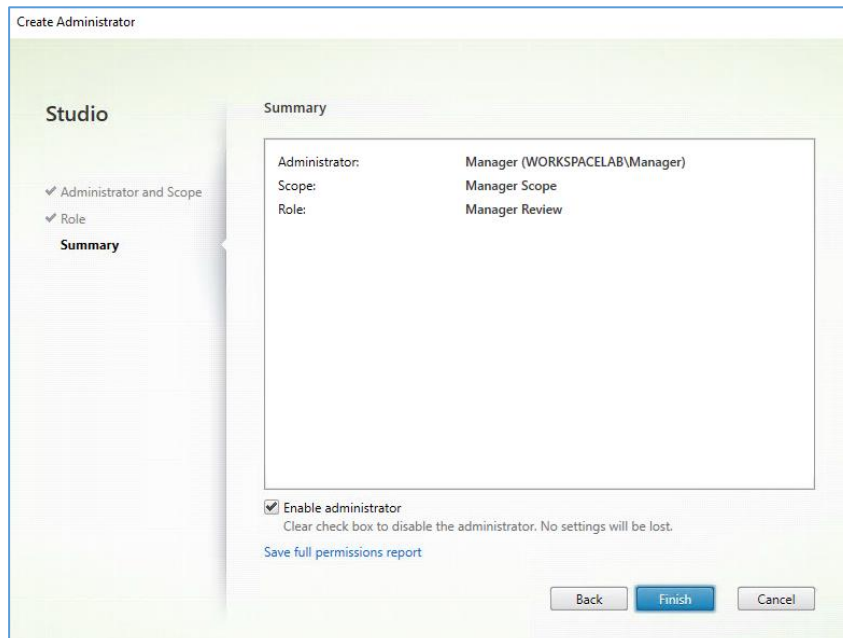 Create Administrator
Studio
Administrator and Scope
Role
Summary
Summary
Administrator: Manager (WORKSPACELAB\Manager)
Scope: Manager Scope
Role: Manager Review
Enable administrator
Clear check box to disable the administrator. No settings will be lost.
Save full permissions report
Back Finish Cancel